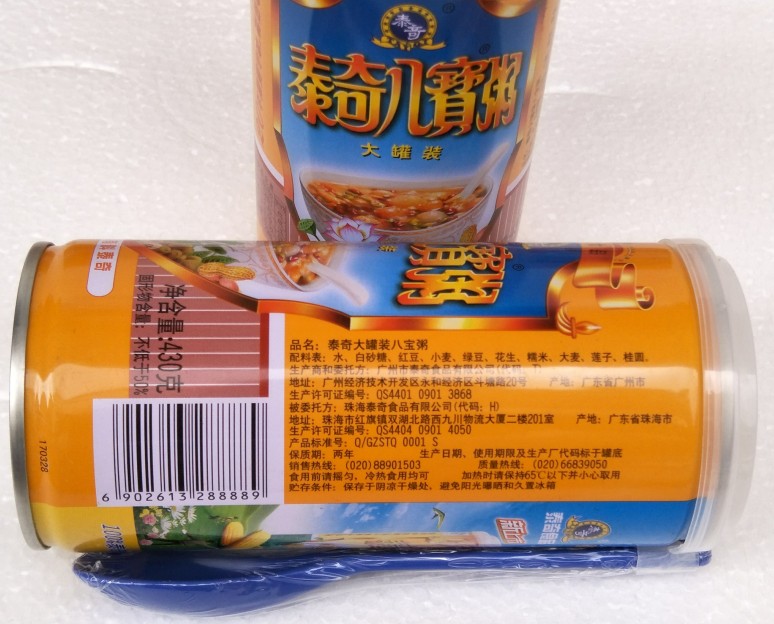 泰奇
泰奇八寶粥
大罐装
寶粥
净含量:430克
固形物含量: 不低于50%
品名: 泰奇大罐装八宝粥
配料表: 水、白砂糖、红豆、小麦、绿豆、花生、糯米、大麦、莲子、桂圆。
生产商和委托方: 广州市泰奇食品有限公司
地址: 广州经济技术开发区永和经济区斗塘路20号 产地: 广东省广州市
生产许可证编号: QS4401 0901 3868
被委托方: 珠海泰奇食品有限公司(代码: H)
地址: 珠海市红旗镇双湖北路西九川物流大厦二楼201室 产地: 广东省珠海市
生产许可证编号: QS4404 0901 4050
产品标准号: Q/GZSTQ 0001 S
保质期: 两年 生产日期、使用期限及生产厂代码标于罐底
销售热线: (020)88901503 质量热线: (020)66839050
食用前请摇匀, 冷热食用均可 加热时请保持65℃以下并小心取用
贮存条件: 保存于阴凉干燥处、避免阳光曝晒和久置冰箱
6 902613 288889
170328
100%
泰奇